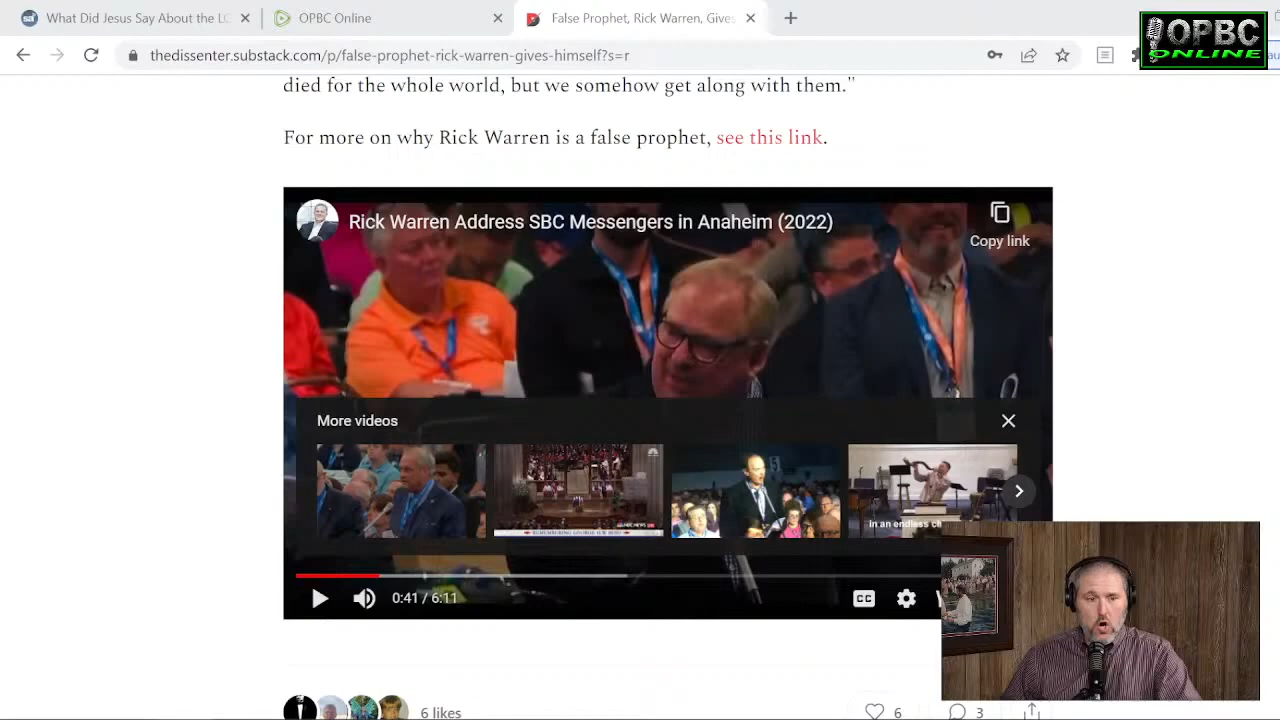 What Did Jesus Say About the L
OPBC Online
False Prophet, Rick Warren, Gives
OPBC
ONLINE
thedissenter.substack.com/p/false-prophet-rick-warren-gives-himself?s=r
died for the whole world, but we somehow get along with them."
For more on why Rick Warren is a false prophet, see this link.
Rick Warren Address SBC Messengers in Anaheim (2022)
Copy link
More videos
In an endless ch
0:41 / 6:11
CC
6 likes
6
3